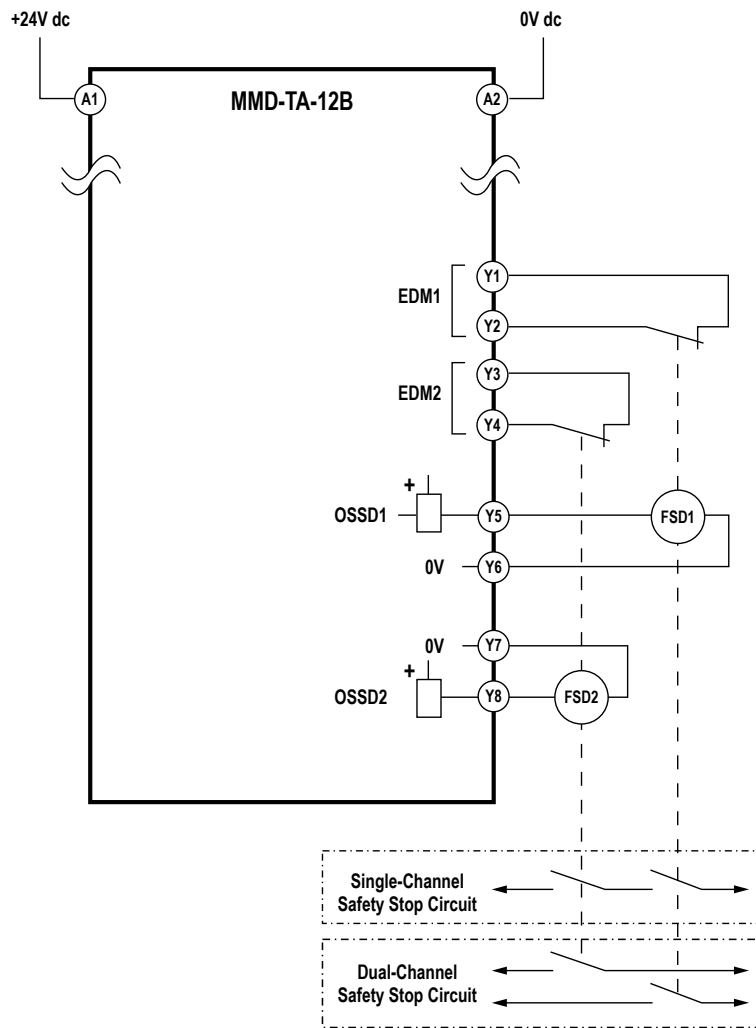 +24V dc
0V dc
A1
MMD-TA-12B
A2
Y1
EDM1
Y2
Y3
EDM2
Y4
+
OSSD1
Y5
FSD1
0V
Y6
0V
Y7
+
OSSD2
Y8
FSD2
Single-Channel
Safety Stop Circuit
Dual-Channel
Safety Stop Circuit